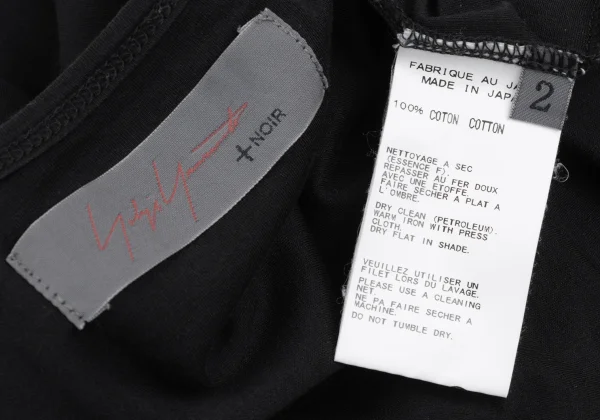 Yohji Yamamoto
+NOIR
FABRIQUE AU JA
MADE IN JAPA
2
100% COTON COTTON
NETTOYAGE A SEC
(ESSENCE F).
REPASSER AU FER DOUX
AVEC UNE ETOFFE.
FAIRE SECHER A PLAT A
L'OMBRE.
DRY CLEAN (PETROLEUM).
WARM IRON WITH PRESS
CLOTH.
DRY FLAT IN SHADE.
VEUILLEZ UTILISER UN
FILET LORS DU LAVAGE.
PLEASE USE A CLEANING
NET.
NE PA FAIRE SECHER A
MACHINE.
DO NOT TUMBLE DRY.